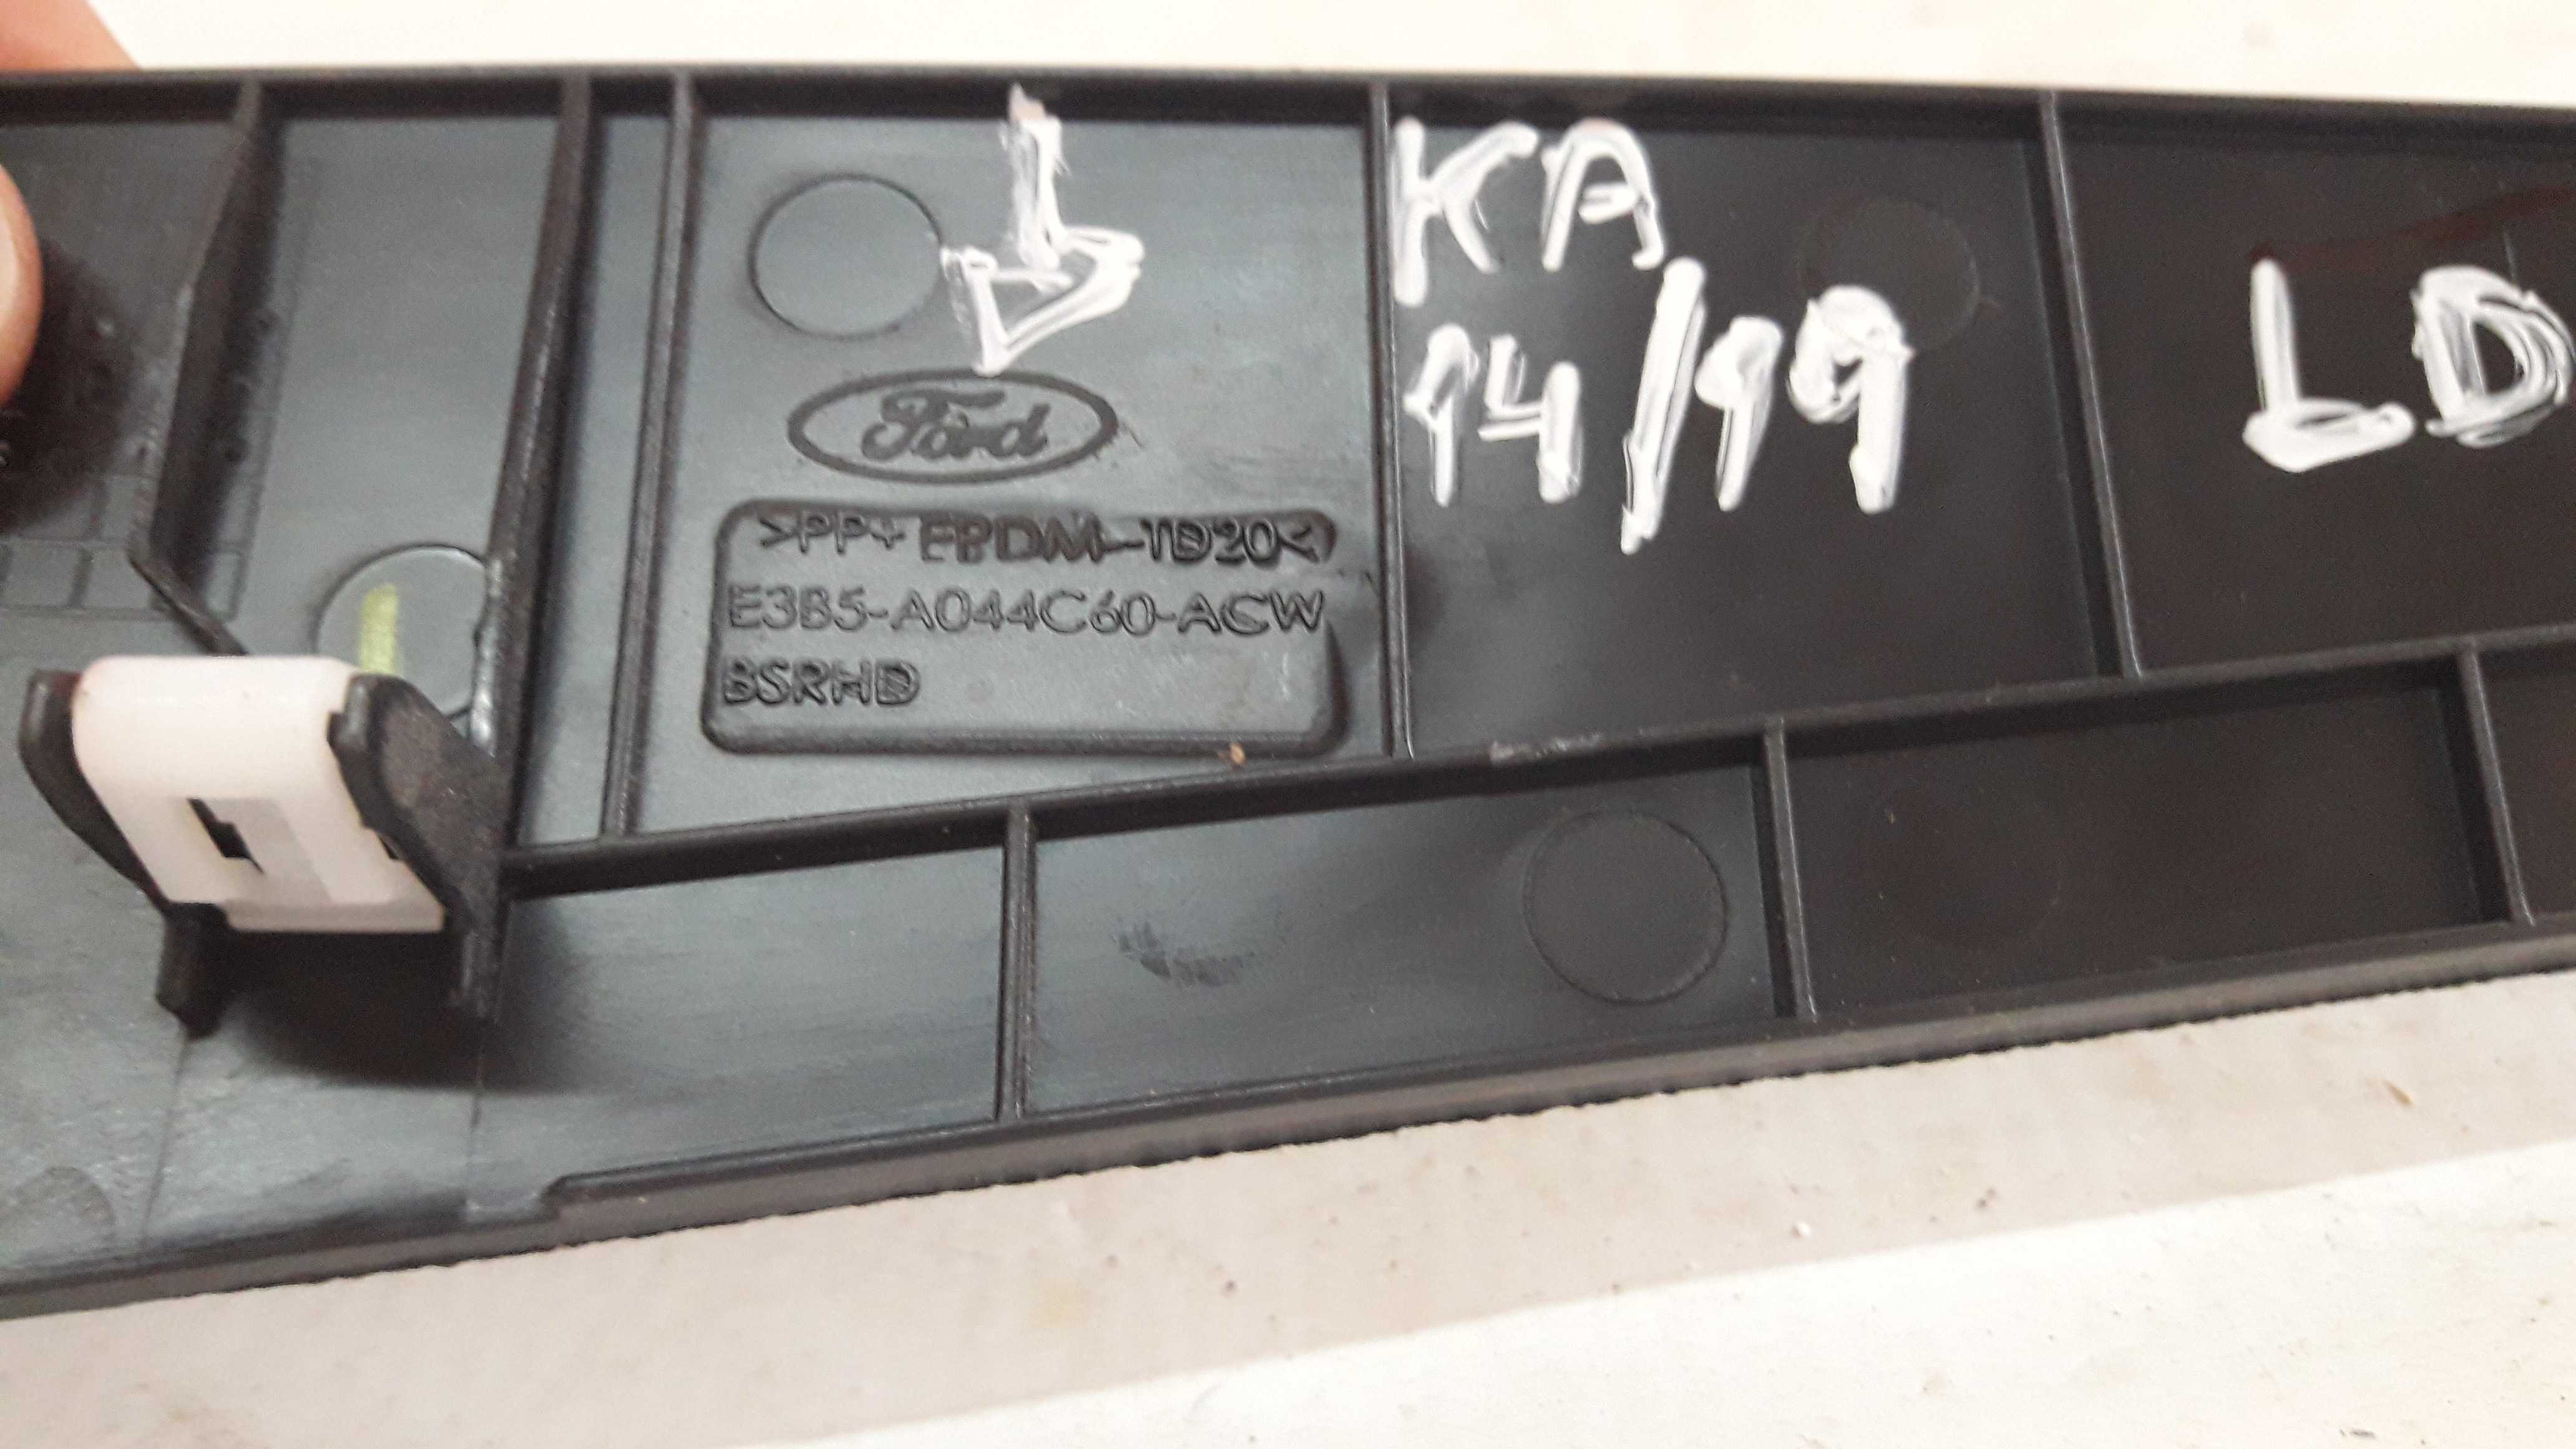 KA
14/19
LD
Ford
>PP+EPDM-TD20<
E3B5-A044C60-ACW
BSRHD